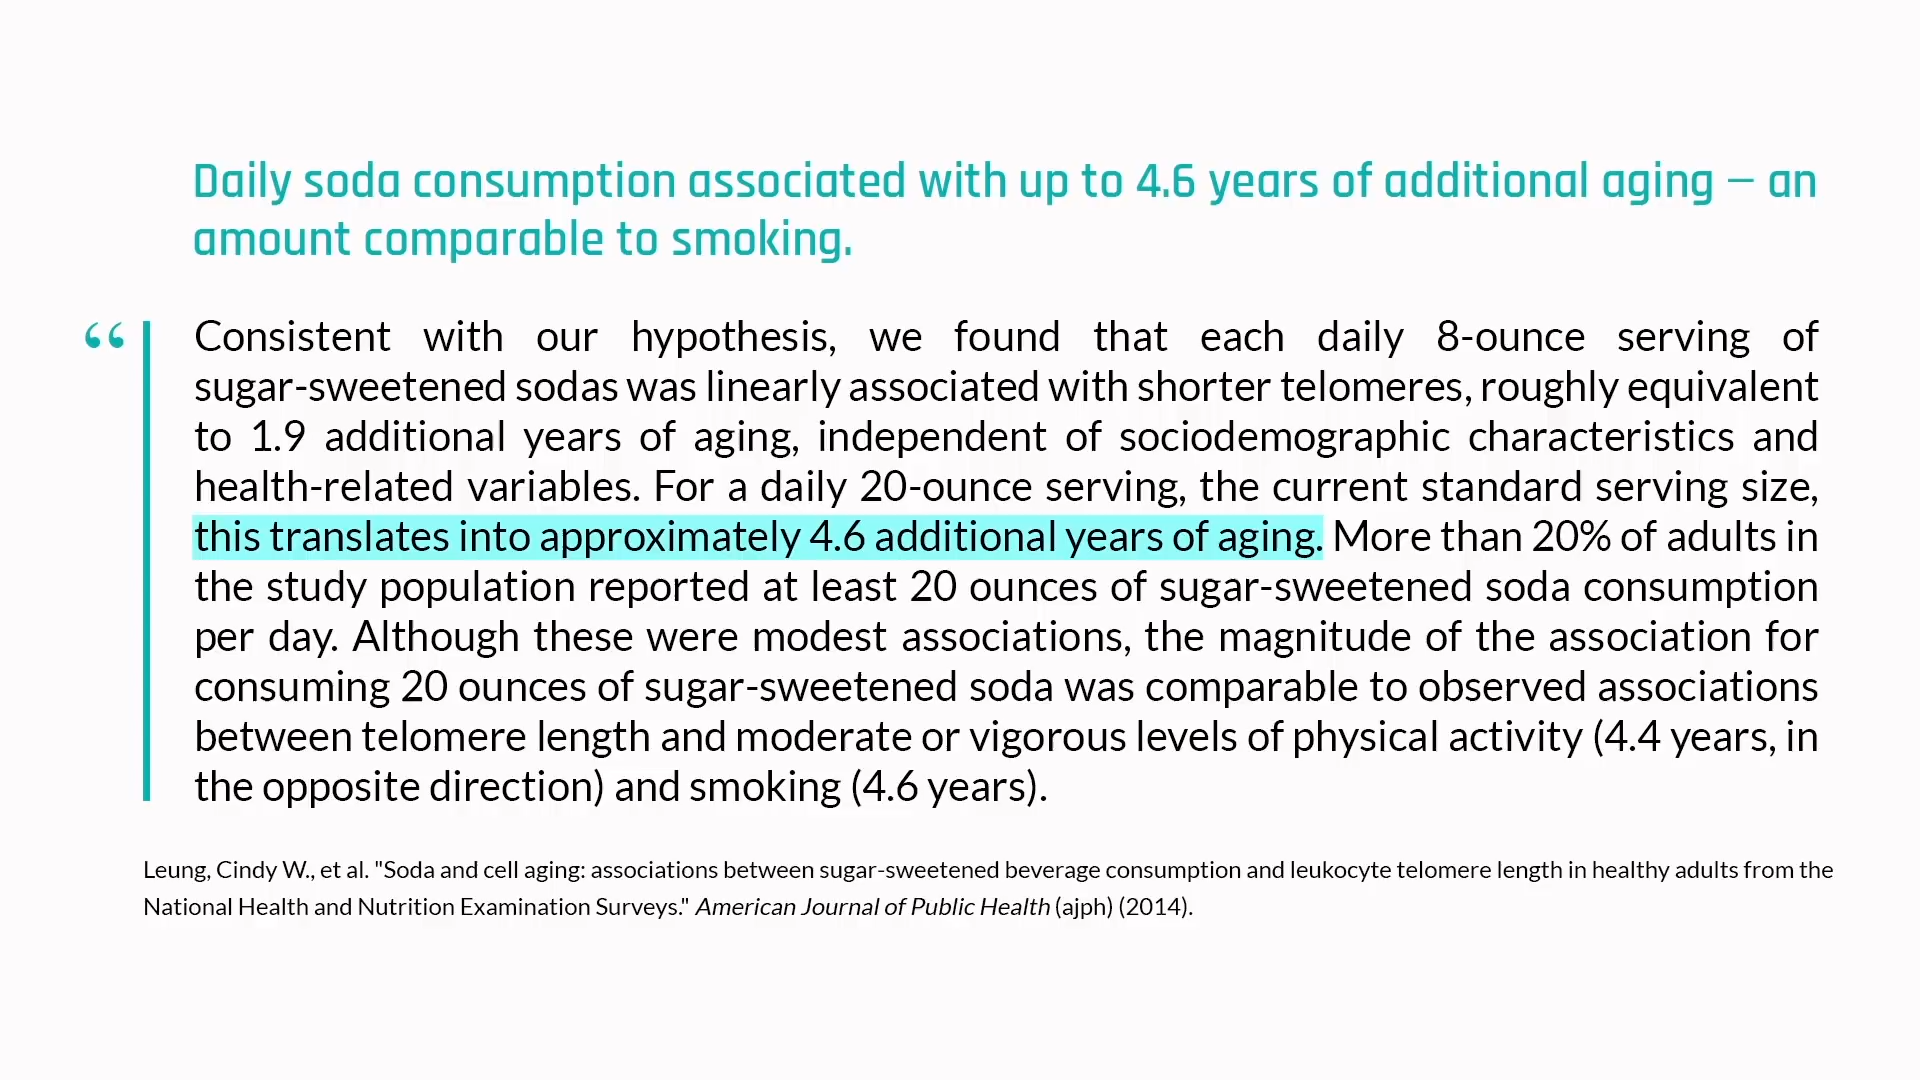 Daily soda consumption associated with up to 4.6 years of additional aging — an
amount comparable to smoking.
“ Consistent with our hypothesis, we found that each daily 8-ounce serving of
sugar-sweetened sodas was linearly associated with shorter telomeres, roughly equivalent
to 1.9 additional years of aging, independent of sociodemographic characteristics and
health-related variables. For a daily 20-ounce serving, the current standard serving size,
this translates into approximately 4.6 additional years of aging. More than 20% of adults in
the study population reported at least 20 ounces of sugar-sweetened soda consumption
per day. Although these were modest associations, the magnitude of the association for
consuming 20 ounces of sugar-sweetened soda was comparable to observed associations
between telomere length and moderate or vigorous levels of physical activity (4.4 years, in
the opposite direction) and smoking (4.6 years).
Leung, Cindy W., et al. "Soda and cell aging: associations between sugar-sweetened beverage consumption and leukocyte telomere length in healthy adults from the
National Health and Nutrition Examination Surveys." American Journal of Public Health (ajph) (2014).